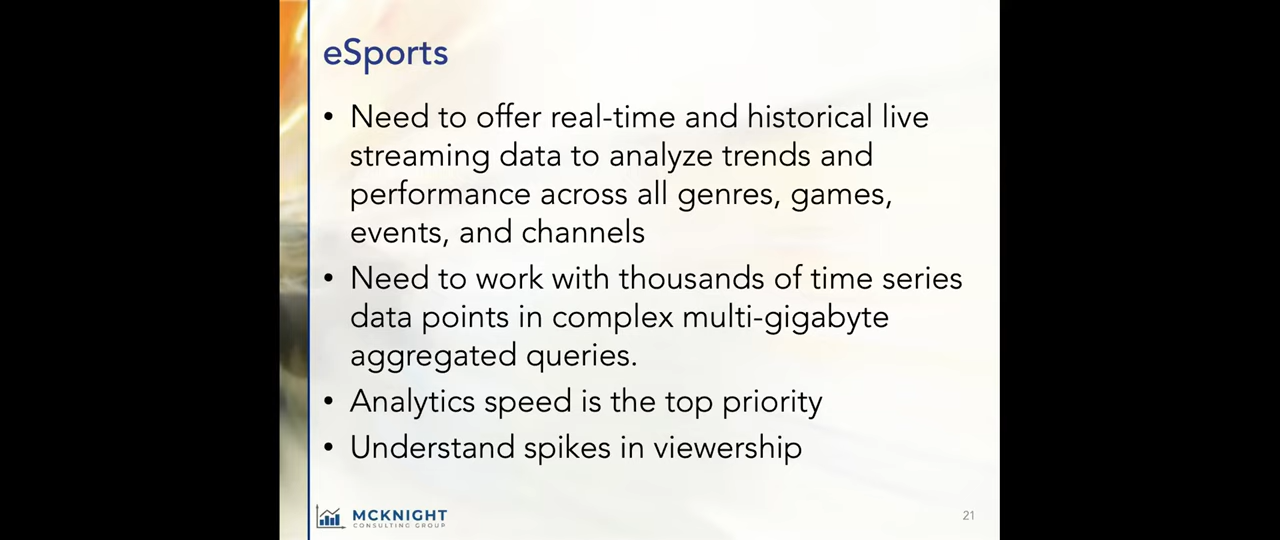 eSports
• Need to offer real-time and historical live
streaming data to analyze trends and
performance across all genres, games,
events, and channels
• Need to work with thousands of time series
data points in complex multi-gigabyte
aggregated queries.
• Analytics speed is the top priority
• Understand spikes in viewership
MCKNIGHT
CONSULTING GROUP
21